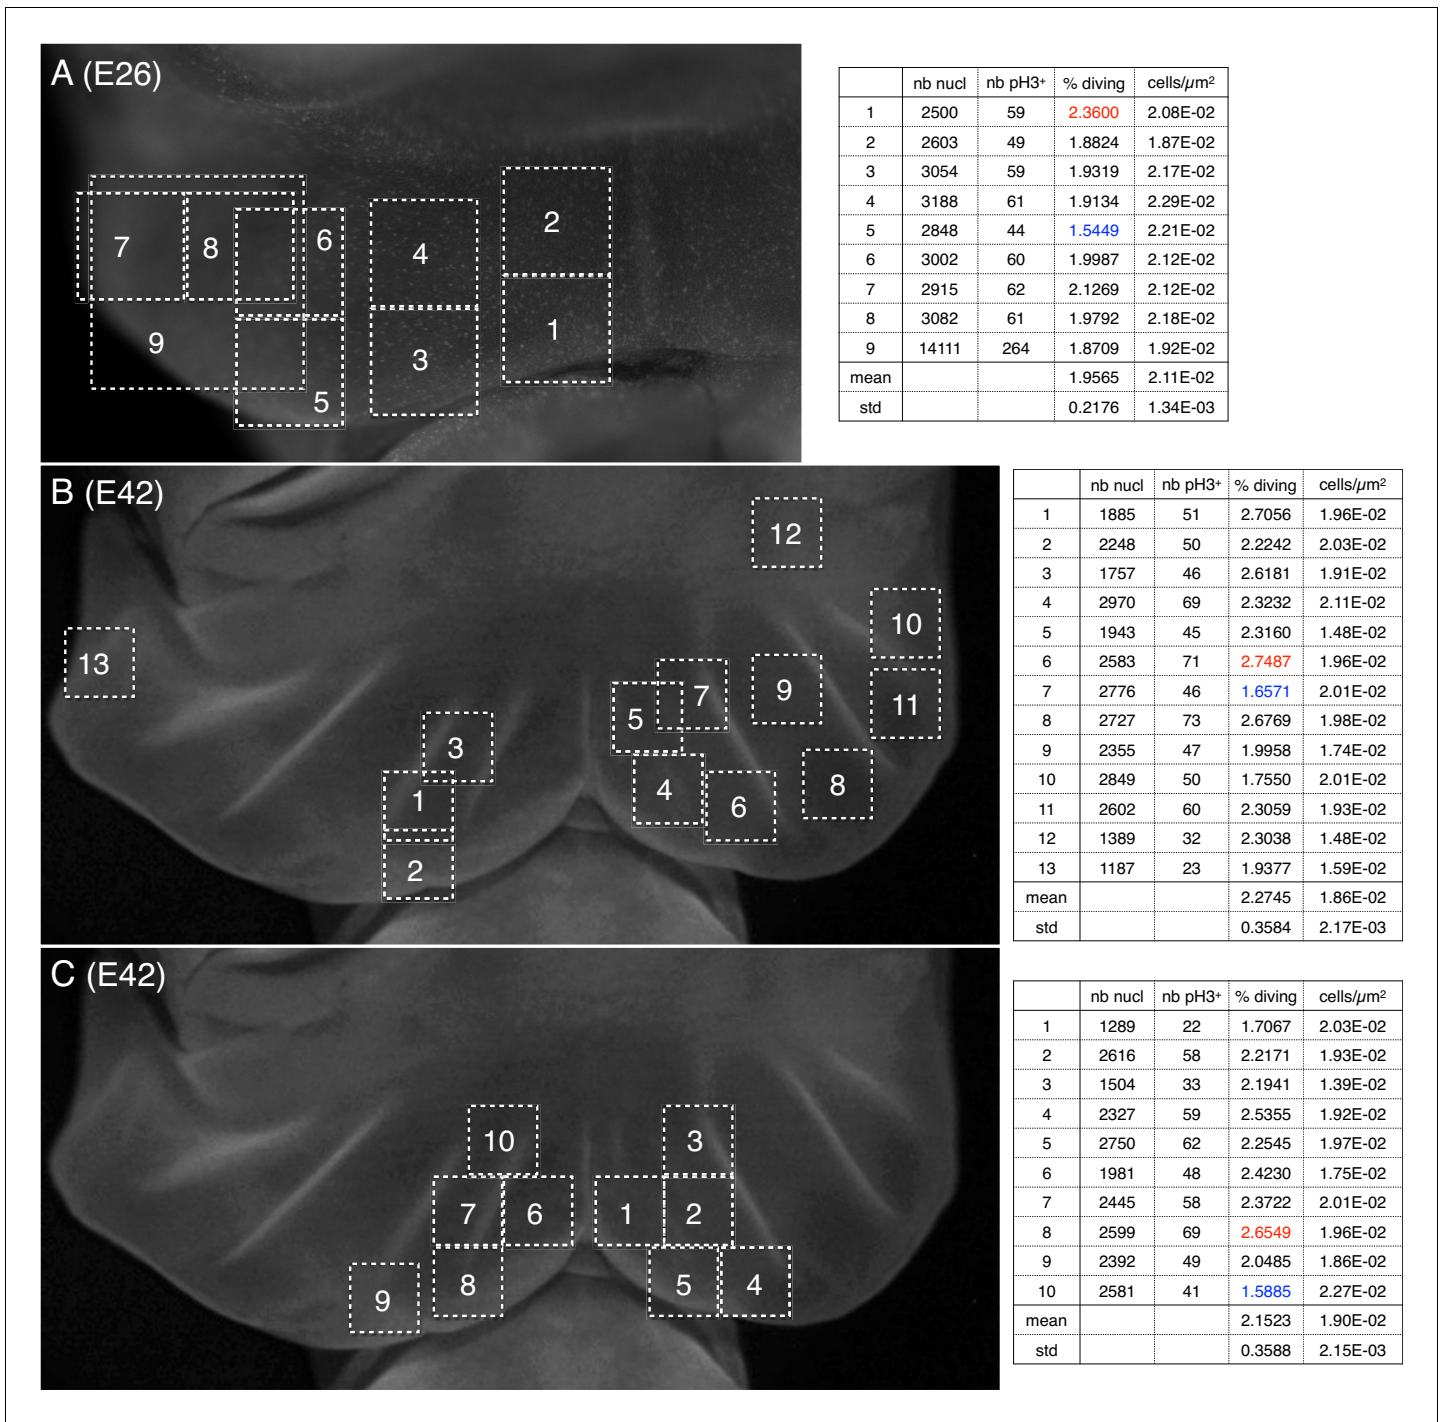 A (E26)
7
8
6
4
2
9
5
3
1
nb nucl nb pH3+ % diving cells/µm²
1 2500 59 2.3600 2.08E-02
2 2603 49 1.8824 1.87E-02
3 3054 59 1.9319 2.17E-02
4 3188 61 1.9134 2.29E-02
5 2848 44 1.5449 2.21E-02
6 3002 60 1.9987 2.12E-02
7 2915 62 2.1269 2.12E-02
8 3082 61 1.9792 2.18E-02
9 14111 264 1.8709 1.92E-02
mean 1.9565 2.11E-02
std 0.2176 1.34E-03
B (E42)
12
10
13
7
9
11
5
3
4
1
6
8
2
nb nucl nb pH3+ % diving cells/µm²
1 1885 51 2.7056 1.96E-02
2 2248 50 2.2242 2.03E-02
3 1757 46 2.6181 1.91E-02
4 2970 69 2.3232 2.11E-02
5 1943 45 2.3160 1.48E-02
6 2583 71 2.7487 1.96E-02
7 2776 46 1.6571 2.01E-02
8 2727 73 2.6769 1.98E-02
9 2355 47 1.9958 1.74E-02
10 2849 50 1.7550 2.01E-02
11 2602 60 2.3059 1.93E-02
12 1389 32 2.3038 1.48E-02
13 1187 23 1.9377 1.59E-02
mean 2.2745 1.86E-02
std 0.3584 2.17E-03
C (E42)
10
3
7
6
1
2
9
8
5
4
nb nucl nb pH3+ % diving cells/µm²
1 1289 22 1.7067 2.03E-02
2 2616 58 2.2171 1.93E-02
3 1504 33 2.1941 1.39E-02
4 2327 59 2.5355 1.92E-02
5 2750 62 2.2545 1.97E-02
6 1981 48 2.4230 1.75E-02
7 2445 58 2.3722 2.01E-02
8 2599 69 2.6549 1.96E-02
9 2392 49 2.0485 1.86E-02
10 2581 41 1.5885 2.27E-02
mean 2.1523 1.90E-02
std 0.3588 2.15E-03